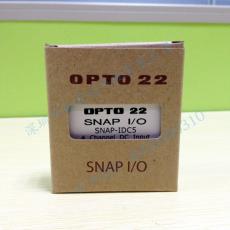 OPTO 22
OPTO 22
SNAP I/O
SNAP-IDC5
4 Channel DC Input
SNAP I/O